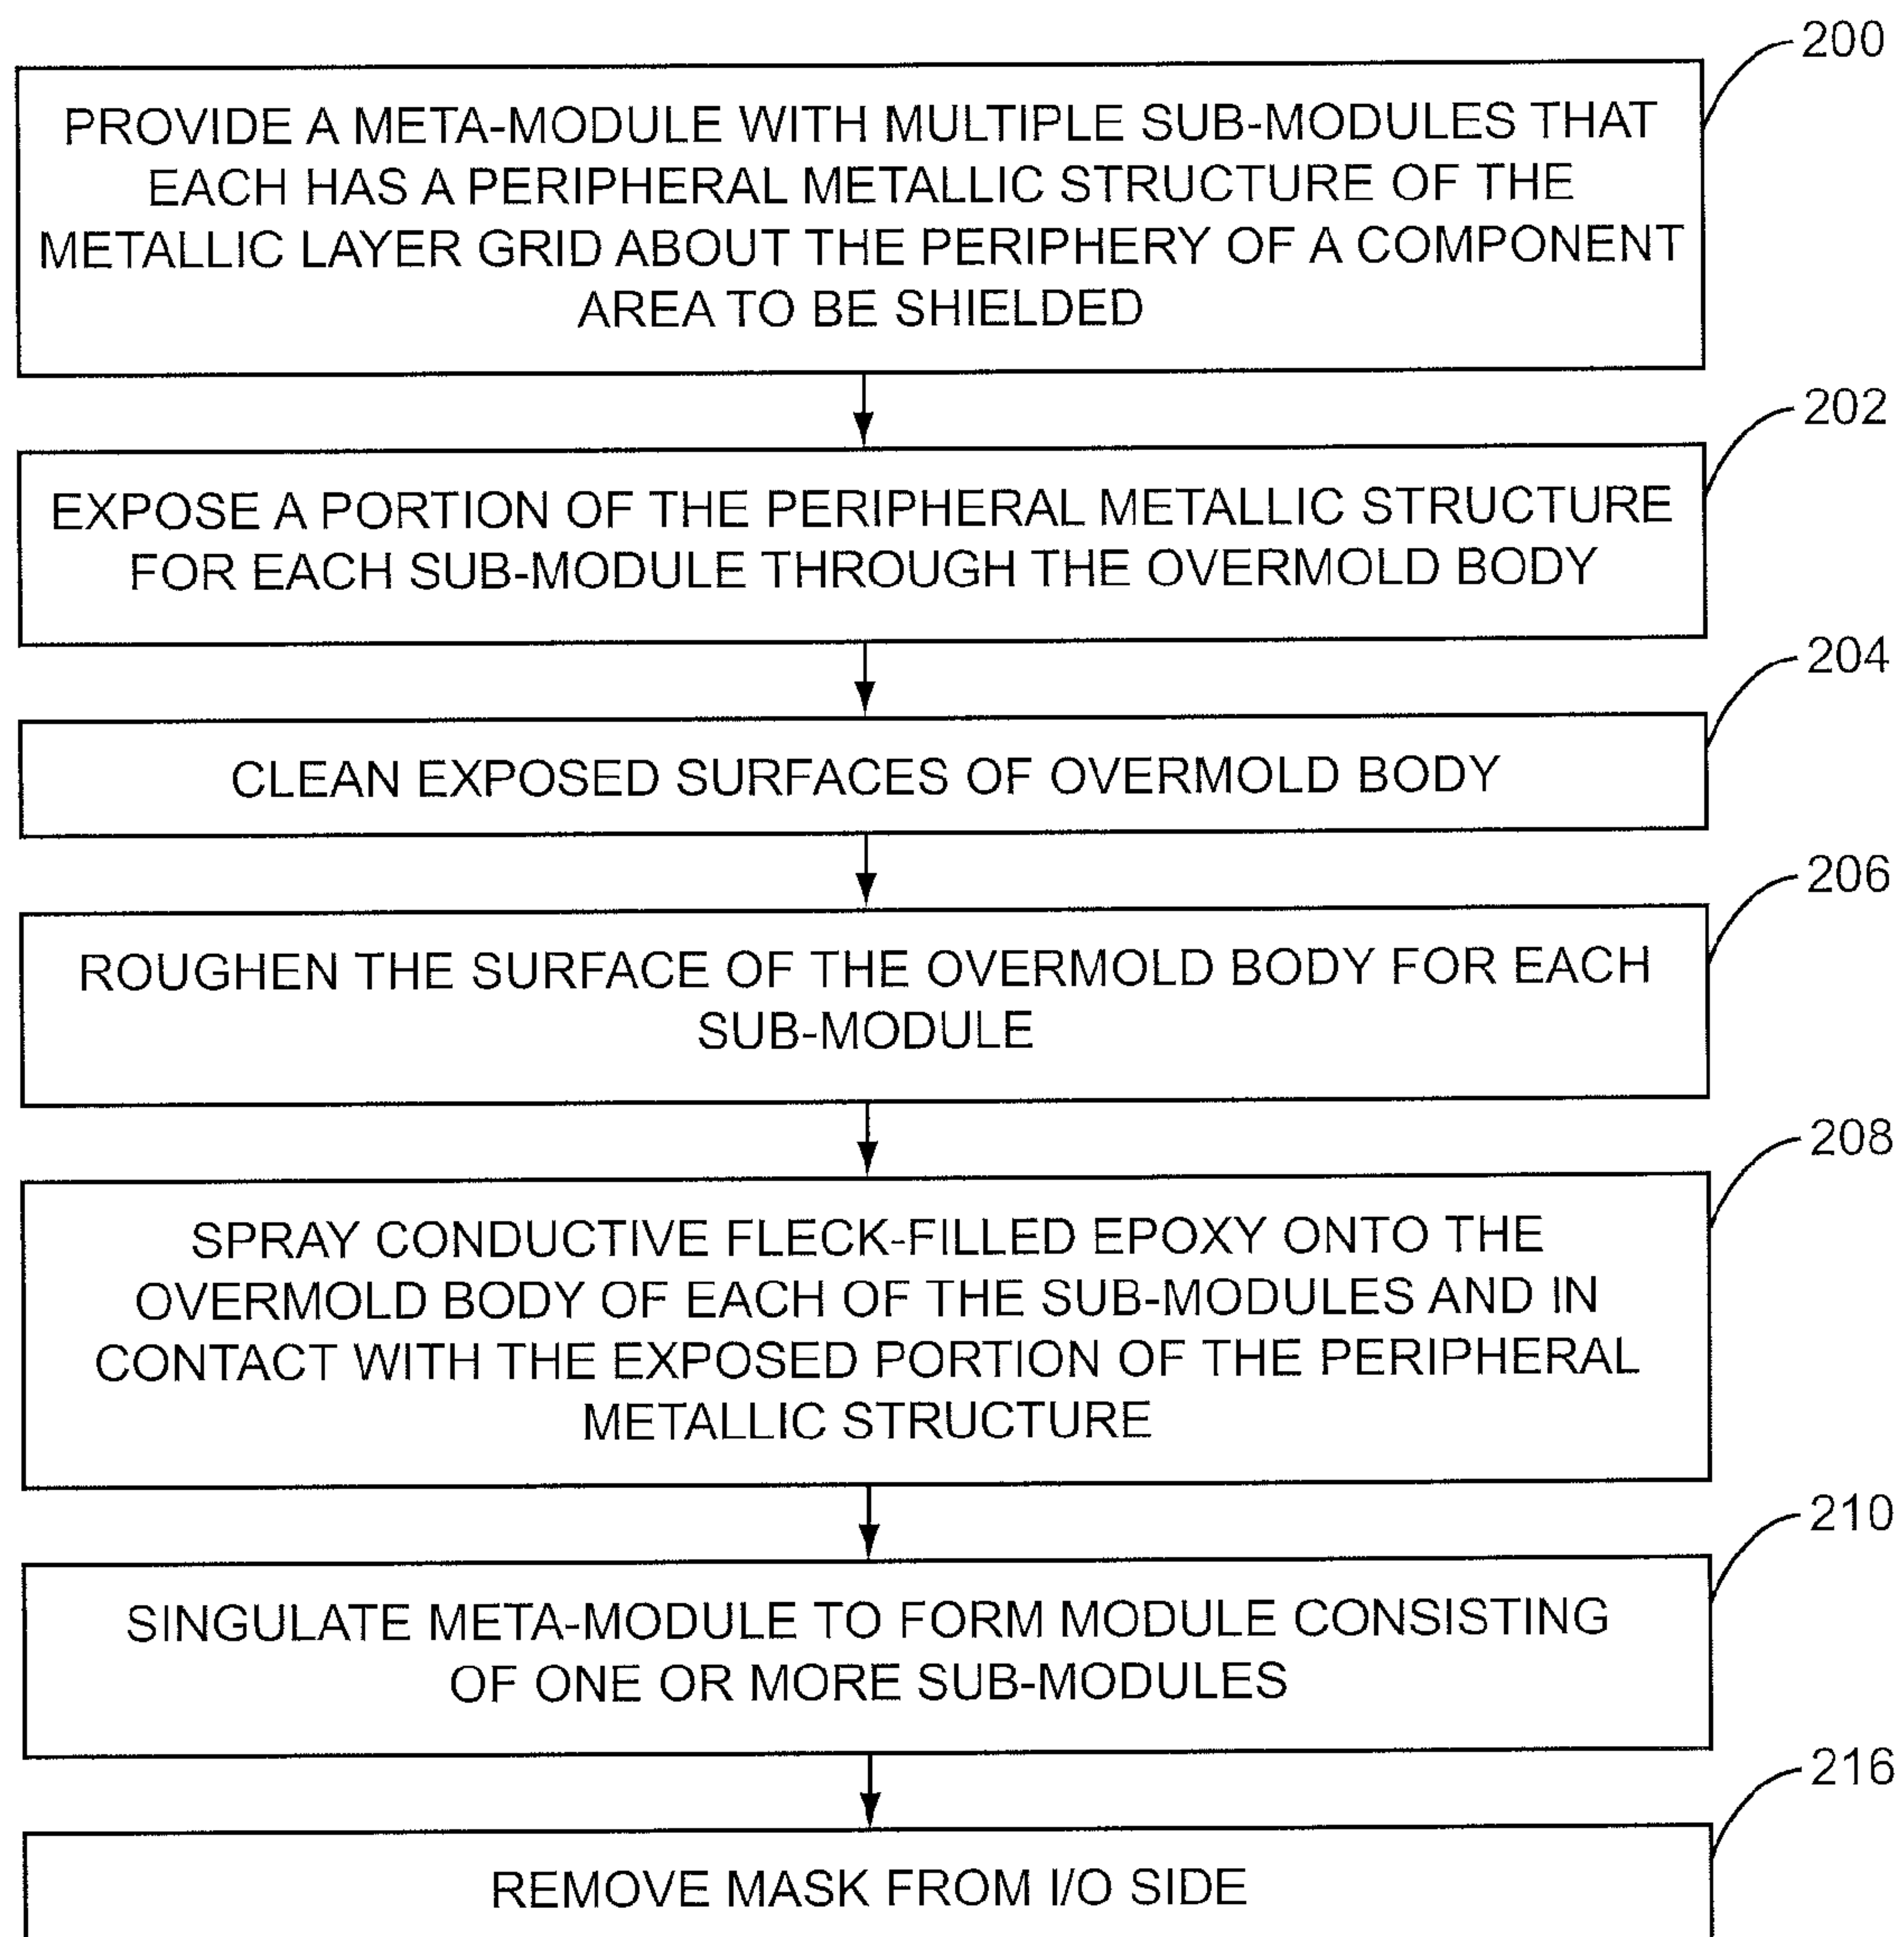 200
PROVIDE A META-MODULE WITH MULTIPLE SUB-MODULES THAT
EACH HAS A PERIPHERAL METALLIC STRUCTURE OF THE
METALLIC LAYER GRID ABOUT THE PERIPHERY OF A COMPONENT
AREA TO BE SHIELDED
202
EXPOSE A PORTION OF THE PERIPHERAL METALLIC STRUCTURE
FOR EACH SUB-MODULE THROUGH THE OVERMOLD BODY
204
CLEAN EXPOSED SURFACES OF OVERMOLD BODY
206
ROUGHEN THE SURFACE OF THE OVERMOLD BODY FOR EACH
SUB-MODULE
208
SPRAY CONDUCTIVE FLECK-FILLED EPOXY ONTO THE
OVERMOLD BODY OF EACH OF THE SUB-MODULES AND IN
CONTACT WITH THE EXPOSED PORTION OF THE PERIPHERAL
METALLIC STRUCTURE
210
SINGULATE META-MODULE TO FORM MODULE CONSISTING
OF ONE OR MORE SUB-MODULES
216
REMOVE MASK FROM I/O SIDE